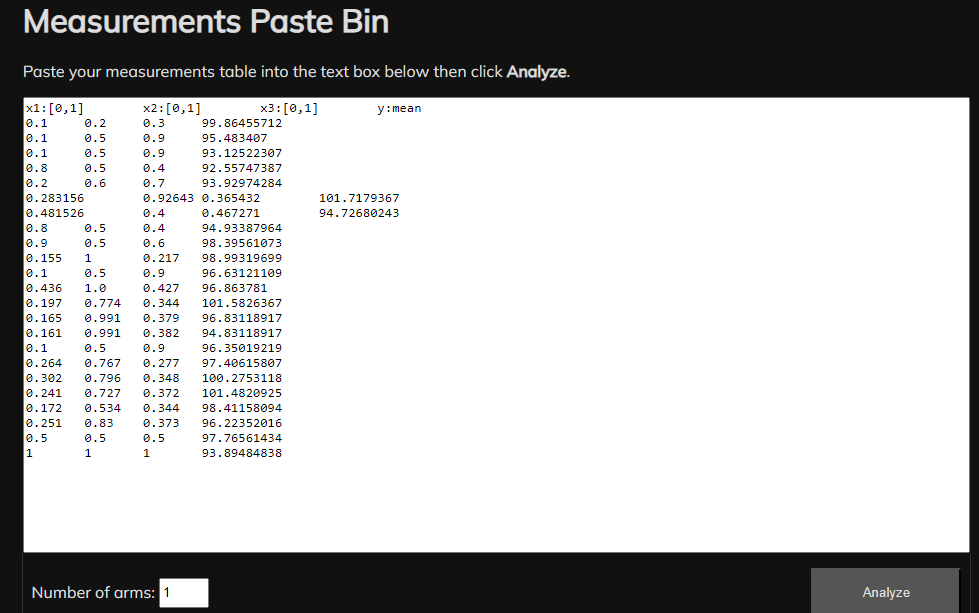 Measurements Paste Bin
Paste your measurements table into the text box below then click Analyze.
x1:[0,1] x2:[0,1] x3:[0,1] y:mean
0.1 0.2 0.3 99.86455712
0.1 0.5 0.9 95.483407
0.1 0.5 0.9 93.12522307
0.8 0.5 0.4 92.55747387
0.2 0.6 0.7 93.92974284
0.283156 0.92643 0.365432 101.7179367
0.481526 0.4 0.467271 94.72680243
0.8 0.5 0.4 94.93387964
0.9 0.5 0.6 98.39561073
0.155 1 0.217 98.99319699
0.1 0.5 0.9 96.63121109
0.436 1.0 0.427 96.863781
0.197 0.774 0.344 101.5826367
0.165 0.991 0.379 96.83118917
0.161 0.991 0.382 94.83118917
0.1 0.5 0.9 96.35019219
0.264 0.767 0.277 97.40615807
0.302 0.796 0.348 100.2753118
0.241 0.727 0.372 101.4820925
0.172 0.534 0.344 98.41158094
0.251 0.83 0.373 96.22352016
0.5 0.5 0.5 97.76561434
1 1 1 93.89484838
Number of arms: 1 Analyze